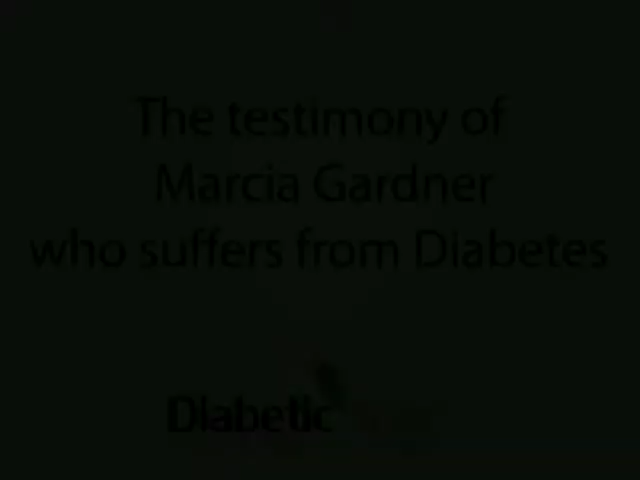 The testimony of
Marcia Gardner
who suffers from Diabetes
Diabetic